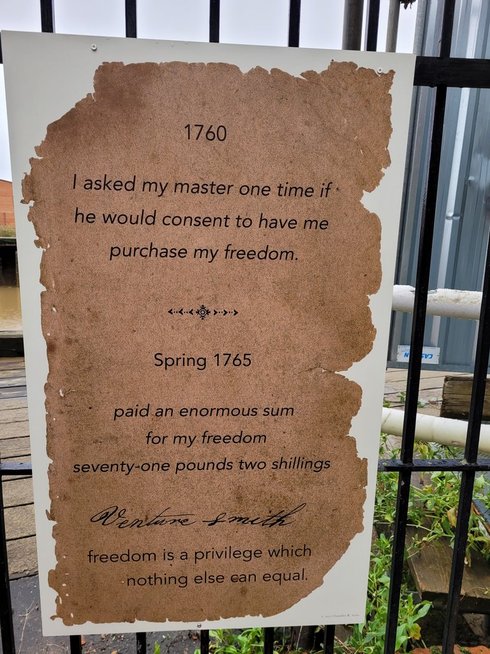 1760
I asked my master one time if
he would consent to have me
purchase my freedom.
Spring 1765
paid an enormous sum
for my freedom
seventy-one pounds two shillings
Venture Smith
freedom is a privilege which
nothing else can equal.